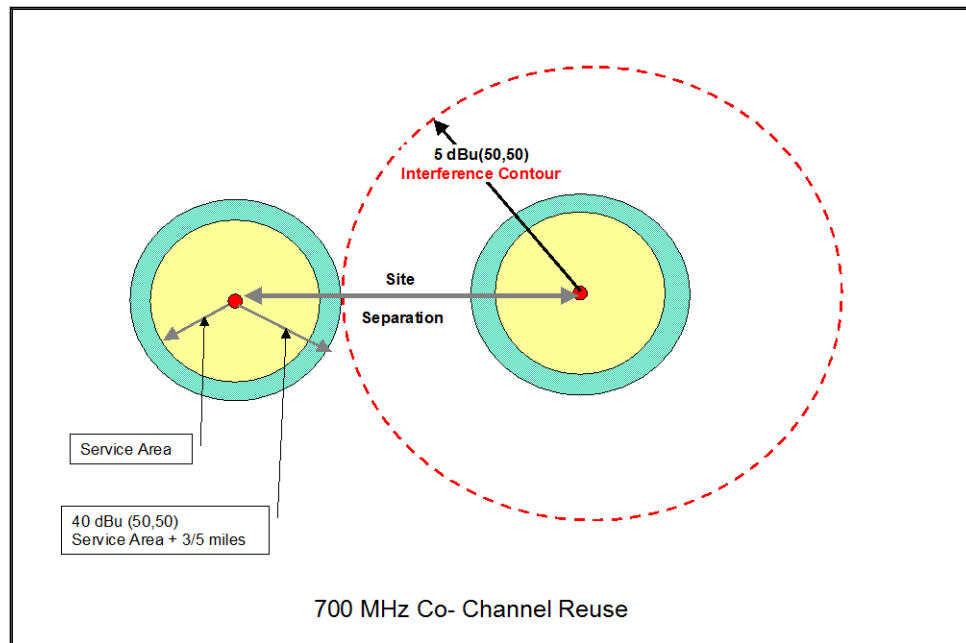 5 dBu(50,50)
Interference Contour
Site
Separation
Service Area
40 dBu (50,50)
Service Area + 3/5 miles
700 MHz Co- Channel Reuse